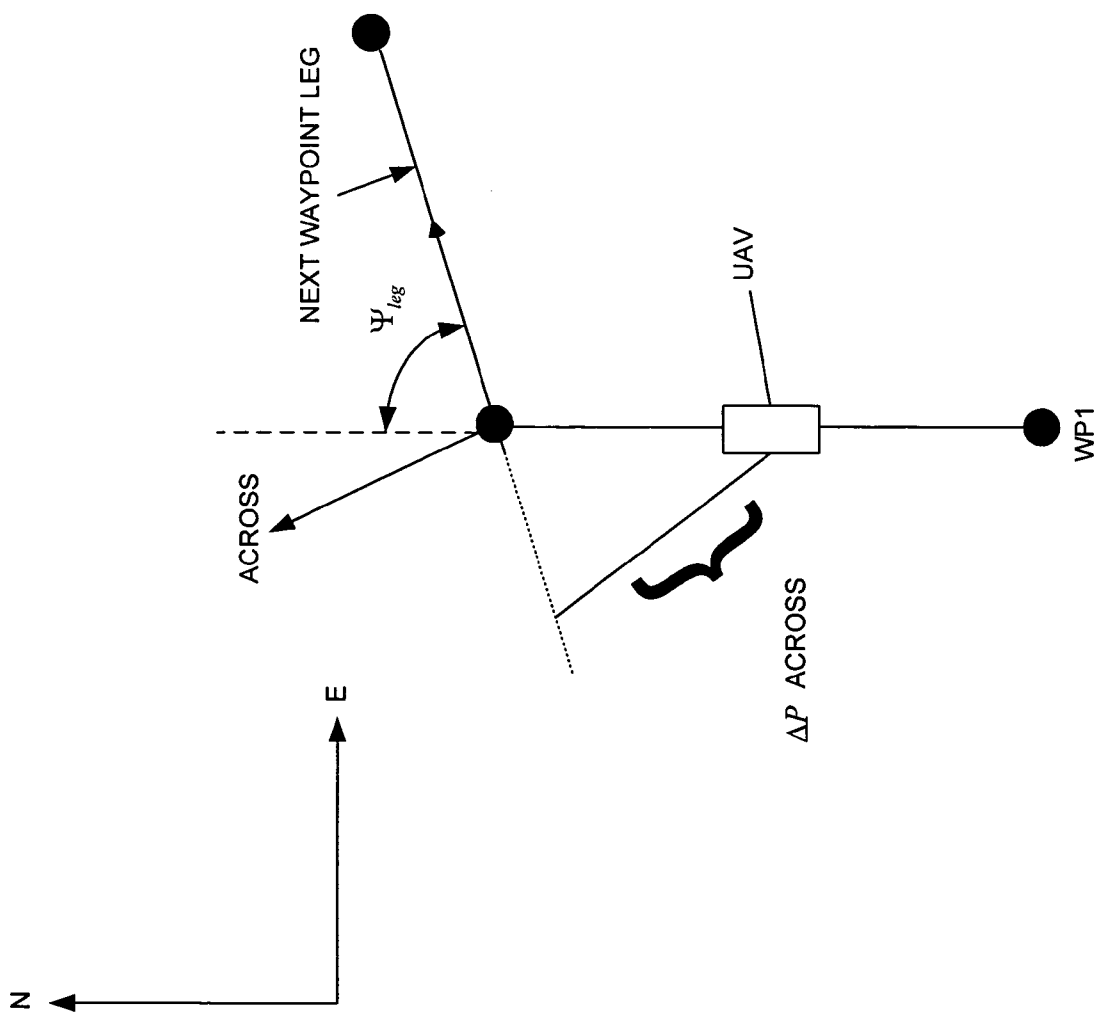 N
E
ACROSS
Ψleg
NEXT WAYPOINT LEG
UAV
ΔP ACROSS
WP1